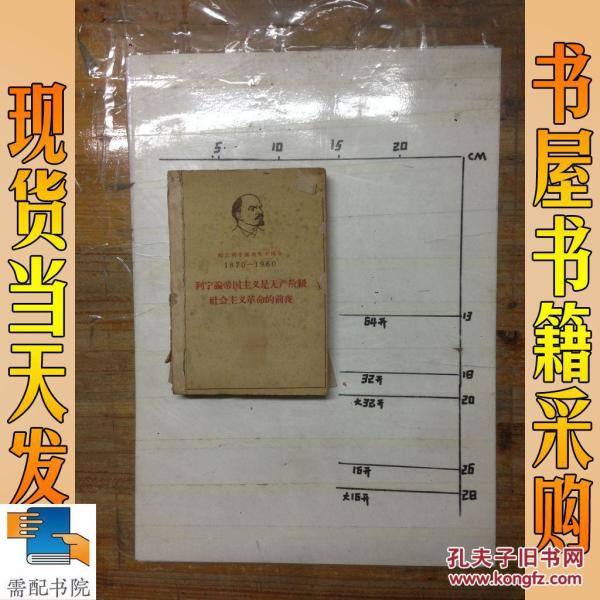 现货当天发
书屋书籍采购
5 10 15 20 CM
纪念列宁诞生九十周年
1870—1960
列宁論帝国主义是无产阶級
社会主义革命的前夜
64开 13
32开 18
大32开 20
16开 26
大16开 28
需配书院
孔夫子旧书网
www.kongfz.com